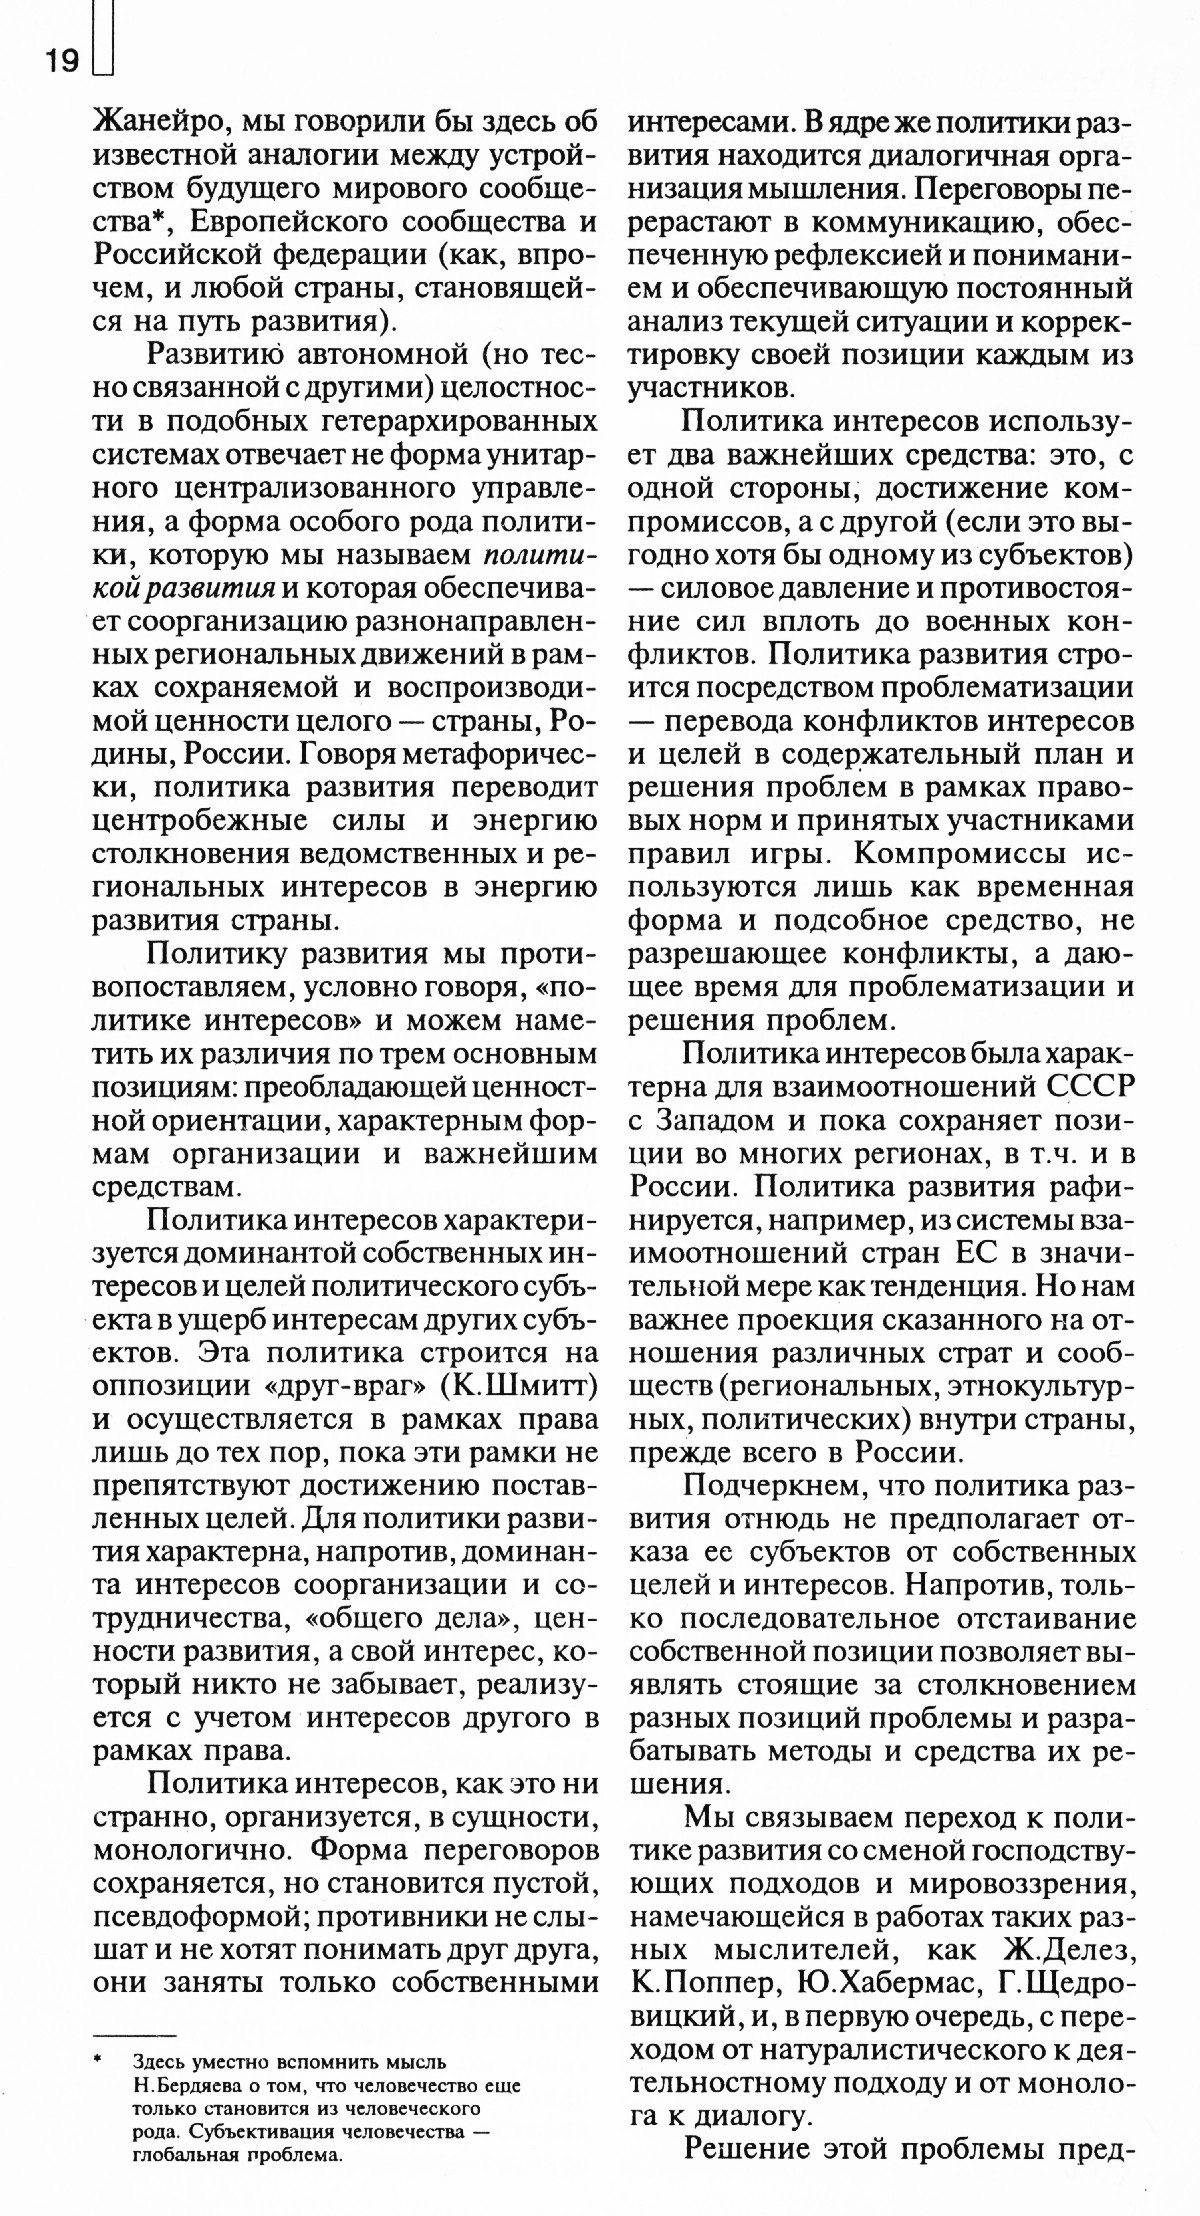 19
Жанейро, мы говорили бы здесь об
известной аналогии между устрой-
ством будущего мирового сообще-
ства*, Европейского сообщества и
Российской федерации (как, впро-
чем, и любой страны, становящей-
ся на путь развития).
Развитию автономной (но тес-
но связанной с другими) целостнос-
ти в подобных гетерархированных
системах отвечает не форма унитар-
ного централизованного управле-
ния, а форма особого рода полити-
ки, которую мы называем полити-
кой развития и которая обеспечива-
ет соорганизацию разнонаправлен-
ных региональных движений в рам-
ках сохраняемой и воспроизводи-
мой ценности целого — страны, Ро-
дины, России. Говоря метафоричес-
ки, политика развития переводит
центробежные силы и энергию
столкновения ведомственных и ре-
гиональных интересов в энергию
развития страны.
Политику развития мы проти-
вопоставляем, условно говоря, «по-
литике интересов» и можем наме-
тить их различия по трем основным
позициям: преобладающей ценност-
ной ориентации, характерным фор-
мам организации и важнейшим
средствам.
Политика интересов характери-
зуется доминантой собственных ин-
тересов и целей политического субъ-
екта в ущерб интересам других субъ-
ектов. Эта политика строится на
оппозиции «друг-враг» (К.Шмитт)
и осуществляется в рамках права
лишь до тех пор, пока эти рамки не
препятствуют достижению постав-
ленных целей. Для политики разви-
тия характерна, напротив, доминан-
та интересов соорганизации и со-
трудничества, «общего дела», цен-
ности развития, а свой интерес, ко-
торый никто не забывает, реализу-
ется с учетом интересов другого в
рамках права.
Политика интересов, как это ни
странно, организуется, в сущности,
монологично. Форма переговоров
сохраняется, но становится пустой,
псевдоформой; противники не слы-
шат и не хотят понимать друг друга,
они заняты только собственными
* Здесь уместно вспомнить мысль
Н.Бердяева о том, что человечество еще
только становится из человеческого
рода. Субъективация человечества —
глобальная проблема.
интересами. В ядре же политики раз-
вития находится диалогичная орга-
низация мышления. Переговоры пе-
рерастают в коммуникацию, обес-
печенную рефлексией и понимани-
ем и обеспечивающую постоянный
анализ текущей ситуации и коррек-
тировку своей позиции каждым из
участников.
Политика интересов использу-
ет два важнейших средства: это, с
одной стороны, достижение ком-
промиссов, а с другой (если это вы-
годно хотя бы одному из субъектов)
— силовое давление и противостоя-
ние сил вплоть до военных кон-
фликтов. Политика развития стро-
ится посредством проблематизации
— перевода конфликтов интересов
и целей в содержательный план и
решения проблем в рамках право-
вых норм и принятых участниками
правил игры. Компромиссы ис-
пользуются лишь как временная
форма и подсобное средство, не
разрешающее конфликты, а даю-
щее время для проблематизации и
решения проблем.
Политика интересов была харак-
терна для взаимоотношений СССР
с Западом и пока сохраняет пози-
ции во многих регионах, в т.ч. и в
России. Политика развития рафи-
нируется, например, из системы вза-
имоотношений стран ЕС в значи-
тельной мере как тенденция. Но нам
важнее проекция сказанного на от-
ношения различных страт и сооб-
ществ (региональных, этнокультур-
ных, политических) внутри страны,
прежде всего в России.
Подчеркнем, что политика раз-
вития отнюдь не предполагает от-
каза ее субъектов от собственных
целей и интересов. Напротив, толь-
ко последовательное отстаивание
собственной позиции позволяет вы-
являть стоящие за столкновением
разных позиций проблемы и разра-
батывать методы и средства их ре-
шения.
Мы связываем переход к поли-
тике развития со сменой господству-
ющих подходов и мировоззрения,
намечающейся в работах таких раз-
ных мыслителей, как Ж.Делез,
К.Поппер, Ю.Хабермас, Г.Щедро-
вицкий, и, в первую очередь, с пере-
ходом от натуралистического к дея-
тельностному подходу и от моноло-
га к диалогу.
Решение этой проблемы пред-